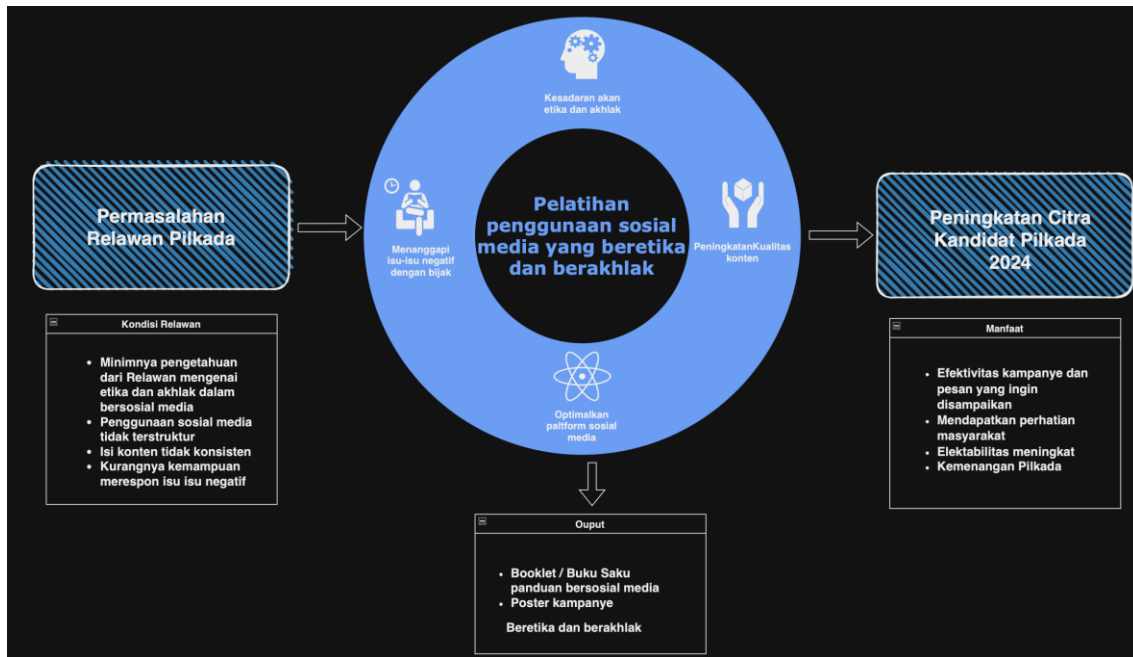 Kesadaran akan
etika dan akhlak
Permasalahan
Relawan Pilkada
Menanggapi
isu-isu negatif
dengan bijak
Pelatihan
penggunaan sosial
media yang beretika
dan berakhlak
PeningkatanKualitas
konten
Peningkatan Citra
Kandidat Pilkada
2024
Optimalkan
paltform sosial
media
Kondisi Relawan
• Minimnya pengetahuan
dari Relawan mengenai
etika dan akhlak dalam
bersosial media
• Penggunaan sosial media
tidak terstruktur
• Isi konten tidak konsisten
• Kurangnya kemampuan
merespon isu isu negatif
Manfaat
• Efektivitas kampanye dan
pesan yang ingin
disampaikan
• Mendapatkan perhatian
masyarakat
• Elektabilitas meningkat
• Kemenangan Pilkada
Ouput
• Booklet / Buku Saku
panduan bersosial media
• Poster kampanye
Beretika dan berakhlak